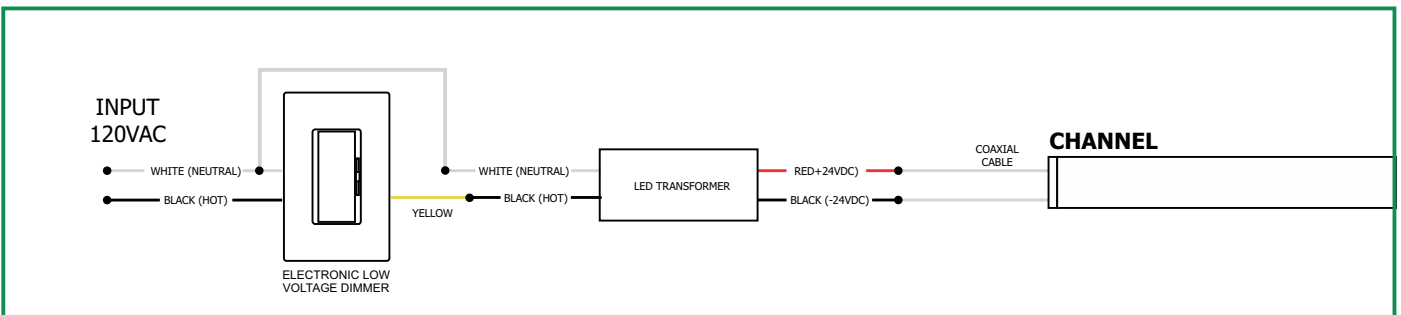 INPUT
120VAC
WHITE (NEUTRAL)
BLACK (HOT)
ELECTRONIC LOW
VOLTAGE DIMMER
YELLOW
WHITE (NEUTRAL)
BLACK (HOT)
LED TRANSFORMER
RED+24VDC)
BLACK (-24VDC)
COAXIAL
CABLE
CHANNEL